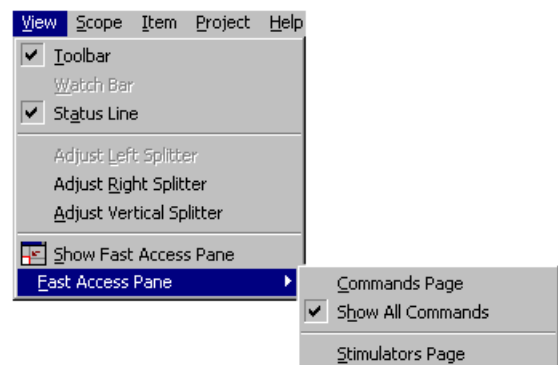 View Scope Item Project Help
Toolbar
Watch Bar
Status Line
Adjust Left Splitter
Adjust Right Splitter
Adjust Vertical Splitter
Show Fast Access Pane
Fast Access Pane
Commands Page
Show All Commands
Stimulators Page